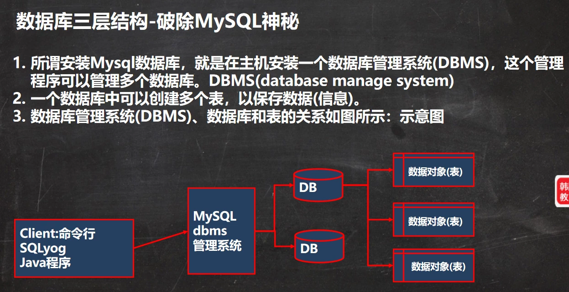 数据库三层结构-破除MySQL神秘
1. 所谓安装Mysql数据库，就是在主机安装一个数据库管理系统(DBMS)，这个管理
程序可以管理多个数据库。DBMS(database manage system)
2. 一个数据库中可以创建多个表，以保存数据(信息)。
3. 数据库管理系统(DBMS)、数据库和表的关系如图所示：示意图
Client:命令行
SQLyog
Java程序
MySQL
dbms
管理系统
DB
DB
数据对象(表)
数据对象(表)
数据对象(表)
教